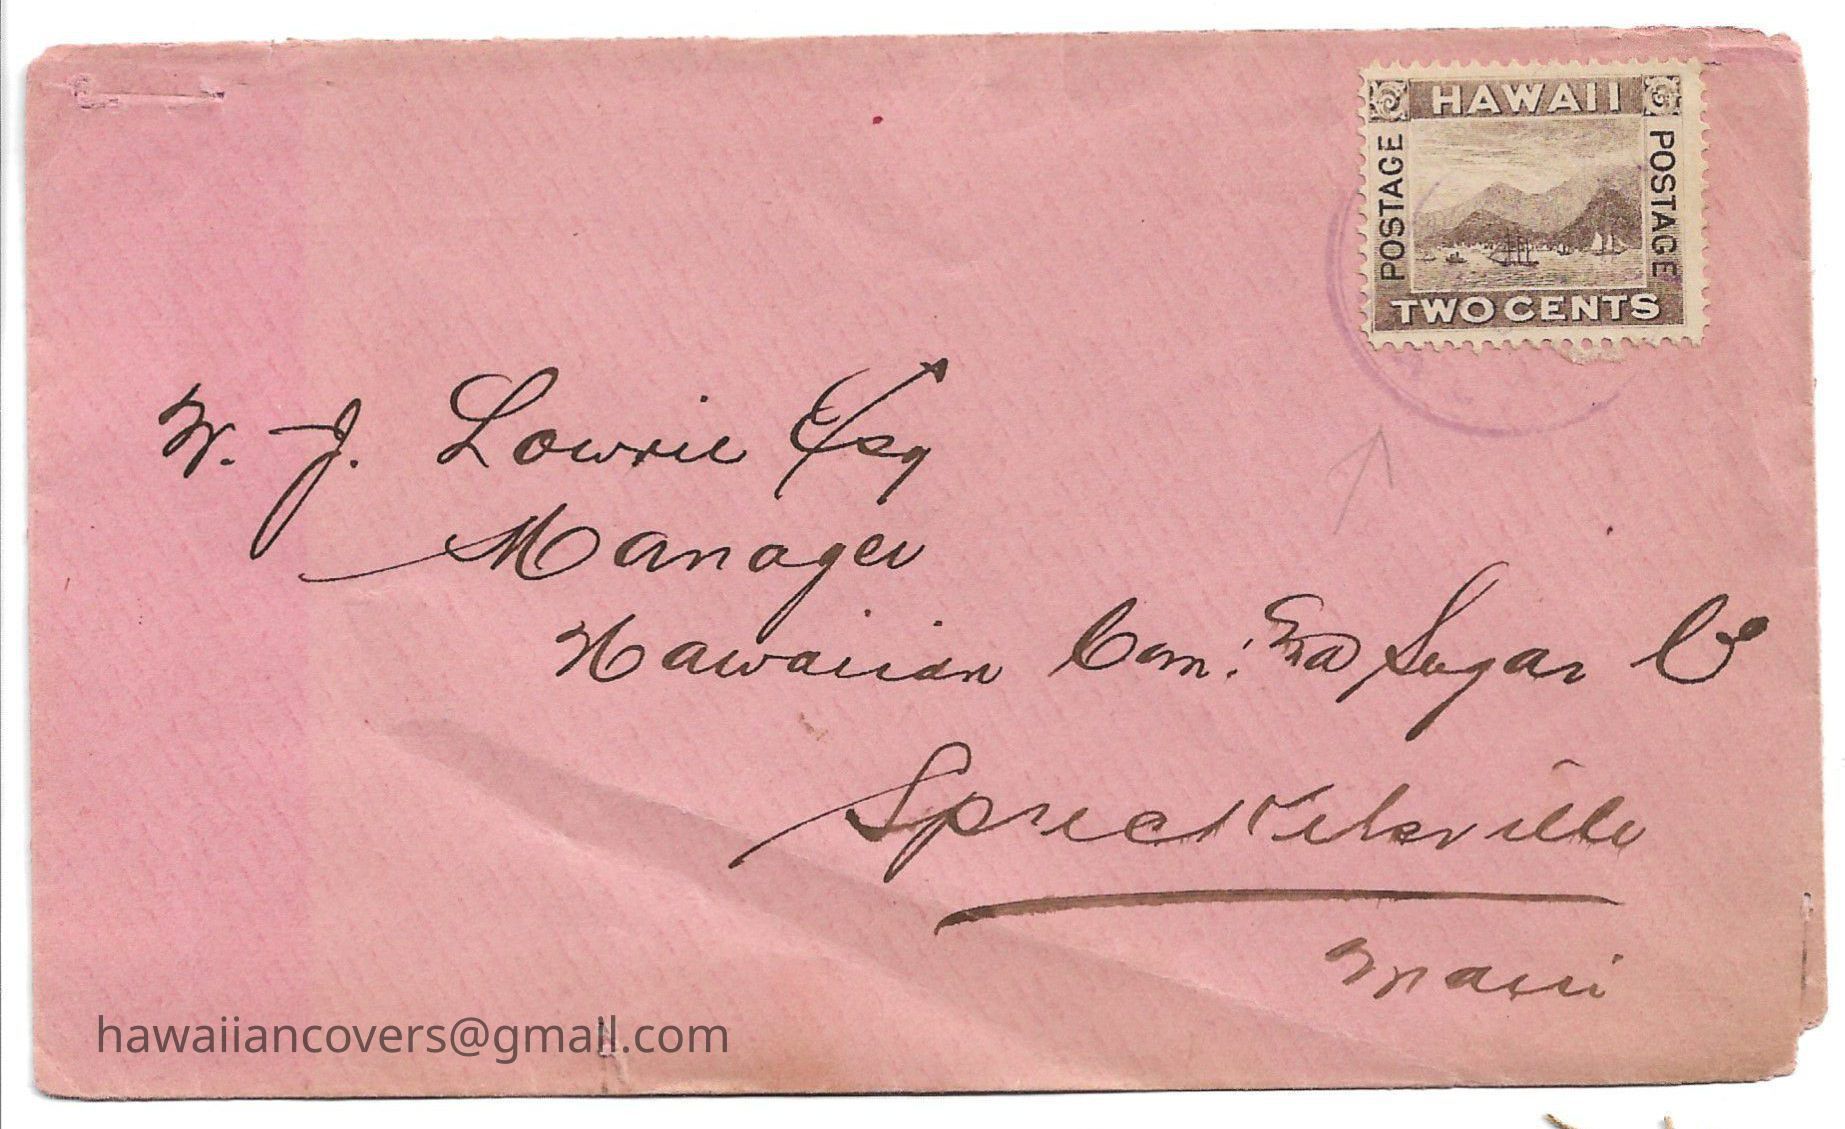 HAWAII
POSTAGE
POSTAGE
TWO CENTS
W. J. Lowrie Esq
Manager
Hawaiian Com: Sugar Co
Spreckelsville
Maui
hawaiiancovers@gmail.com